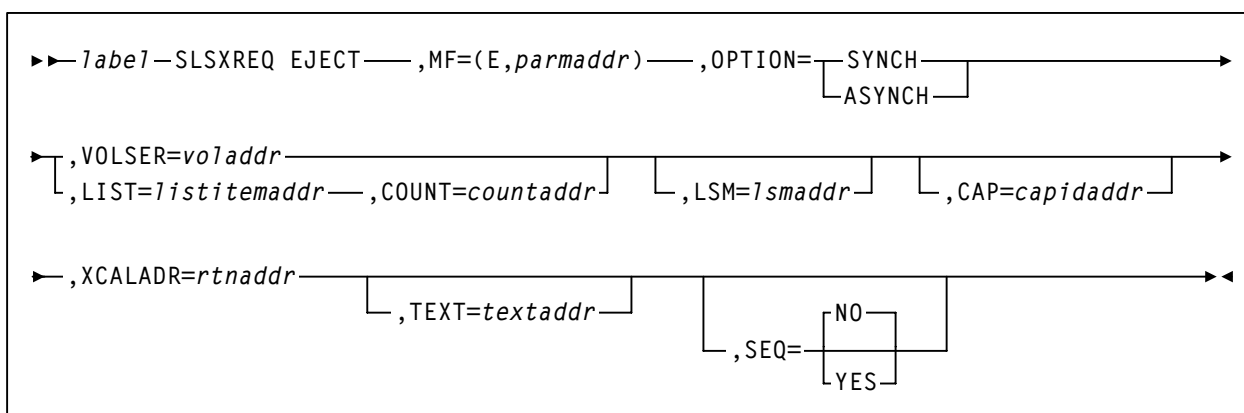 label SLSXREQ EJECT ,MF=(E,parmaddr) ,OPTION= SYNCH
ASYNCH
,VOLSER=voladdr
,LIST=listitemaddr ,COUNT=countaddr ,LSM=lsmaddr ,CAP=capidaddr
,XCALADR=rtnaddr
,TEXT=textaddr
NO
,SEQ=
YES